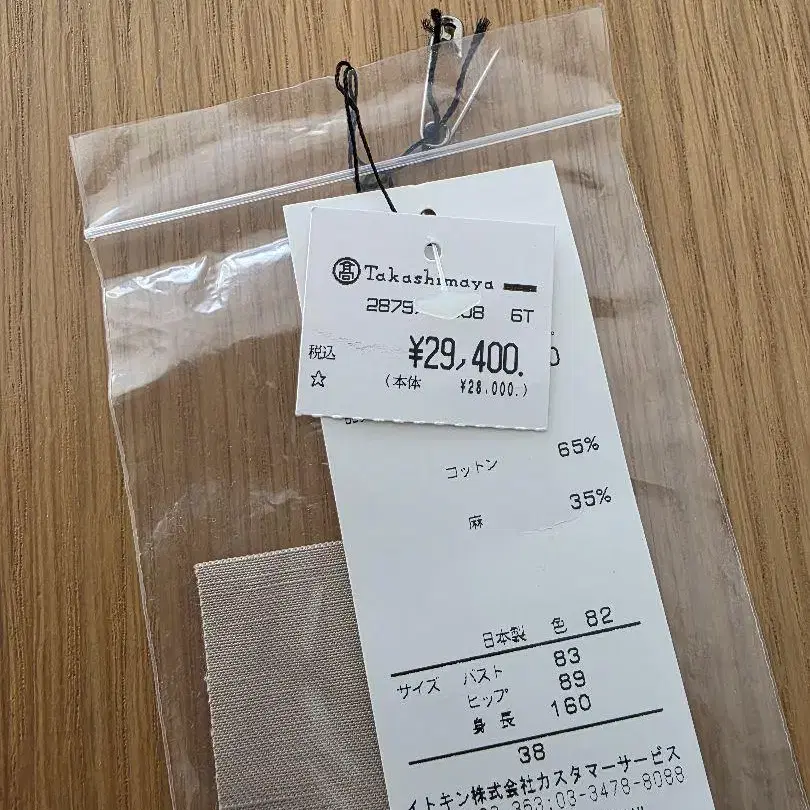 髙 Takashimaya
2879 08 6T
税込 ¥29,400.
☆ (本体 ¥28,000.)
コットン 65%
麻 35%
日本製 色 82
サイズ バスト 83
ヒップ 89
身長 160
38
イトキン株式会社カスタマーサービス
03-3478-8088